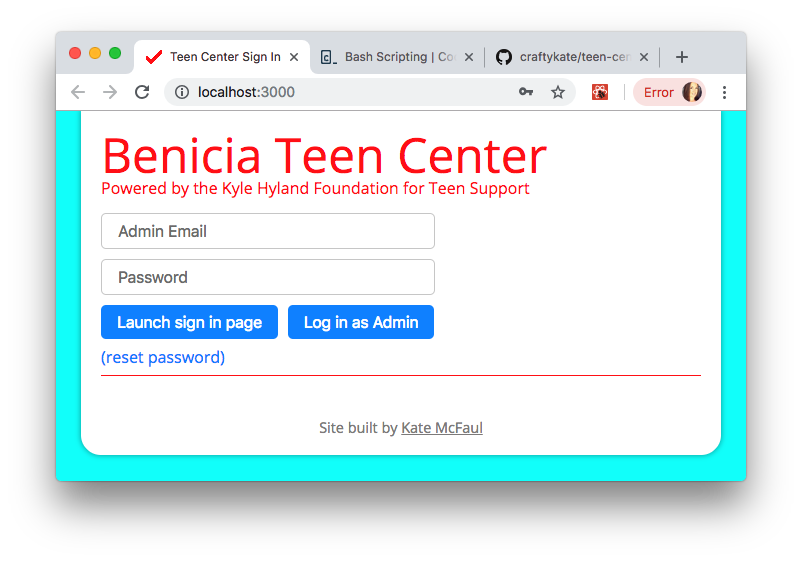 Teen Center Sign In
Bash Scripting | Co
craftykate/teen-cen
localhost:3000
Error
Benicia Teen Center
Powered by the Kyle Hyland Foundation for Teen Support
Admin Email
Password
Launch sign in page
Log in as Admin
(reset password)
Site built by Kate McFaul